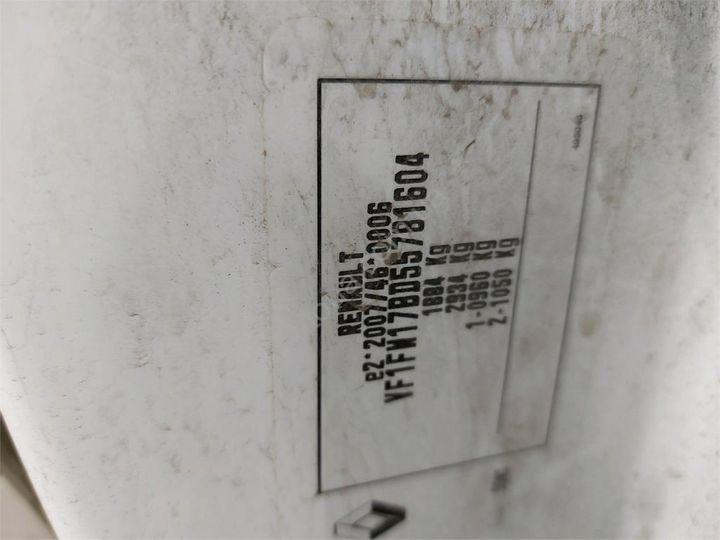 RENAULT
e2*2007/46*0006
VF1FW17BD55781604
1884 Kg
2934 Kg
1-0960 Kg
2-1050 Kg